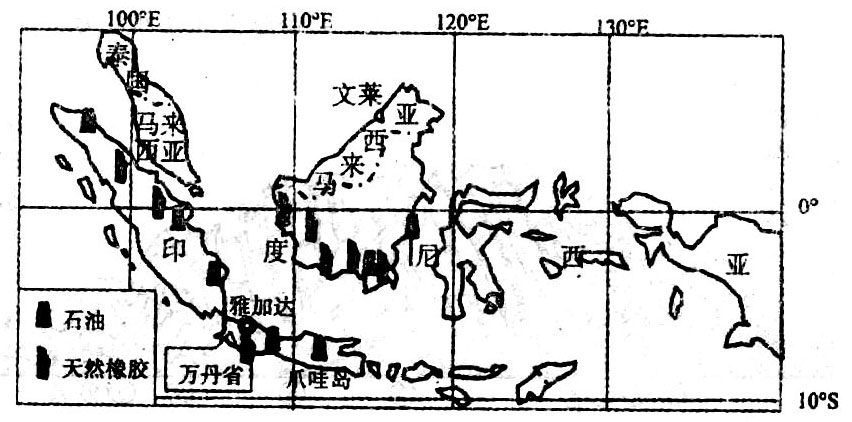 100°E 110°E 120°E 130°E
泰
国
文莱
亚
马来
西亚
西
来
马
0°
印 度 尼 西 亚
雅加达
石油
天然橡胶
万丹省
爪哇岛
10°S